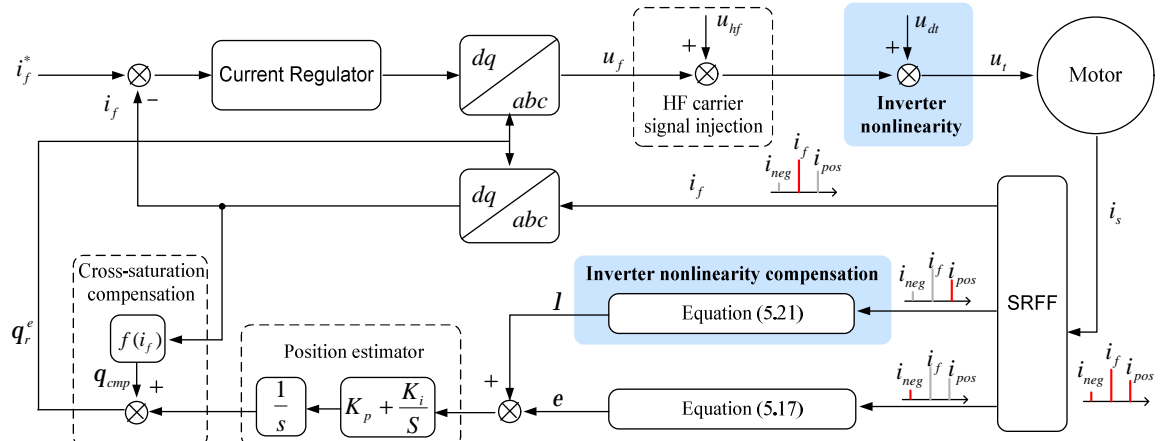 i_f^*
i_f
−
Current Regulator
dq
abc
u_f
u_hf
+
HF carrier
signal injection
u_dt
+
Inverter
nonlinearity
u_t
Motor
dq
abc
i_f
i_neg i_f i_pos
i_s
SRFF
Cross-saturation
compensation
f(i_f)
q_cmp
+
q_r^e
Inverter nonlinearity compensation
l
Equation (5.21)
i_neg i_f i_pos
Position estimator
1
s
K_p + K_i
S
+
e
Equation (5.17)
i_neg i_f i_pos
i_neg i_f i_pos